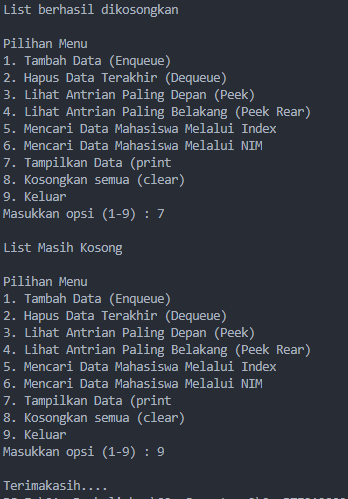 List berhasil dikosongkan
Pilihan Menu
1. Tambah Data (Enqueue)
2. Hapus Data Terakhir (Dequeue)
3. Lihat Antrian Paling Depan (Peek)
4. Lihat Antrian Paling Belakang (Peek Rear)
5. Mencari Data Mahasiswa Melalui Index
6. Mencari Data Mahasiswa Melalui NIM
7. Tampilkan Data (print
8. Kosongkan semua (clear)
9. Keluar
Masukkan opsi (1-9) : 7
List Masih Kosong
Pilihan Menu
1. Tambah Data (Enqueue)
2. Hapus Data Terakhir (Dequeue)
3. Lihat Antrian Paling Depan (Peek)
4. Lihat Antrian Paling Belakang (Peek Rear)
5. Mencari Data Mahasiswa Melalui Index
6. Mencari Data Mahasiswa Melalui NIM
7. Tampilkan Data (print
8. Kosongkan semua (clear)
9. Keluar
Masukkan opsi (1-9) : 9
Terimakasih....